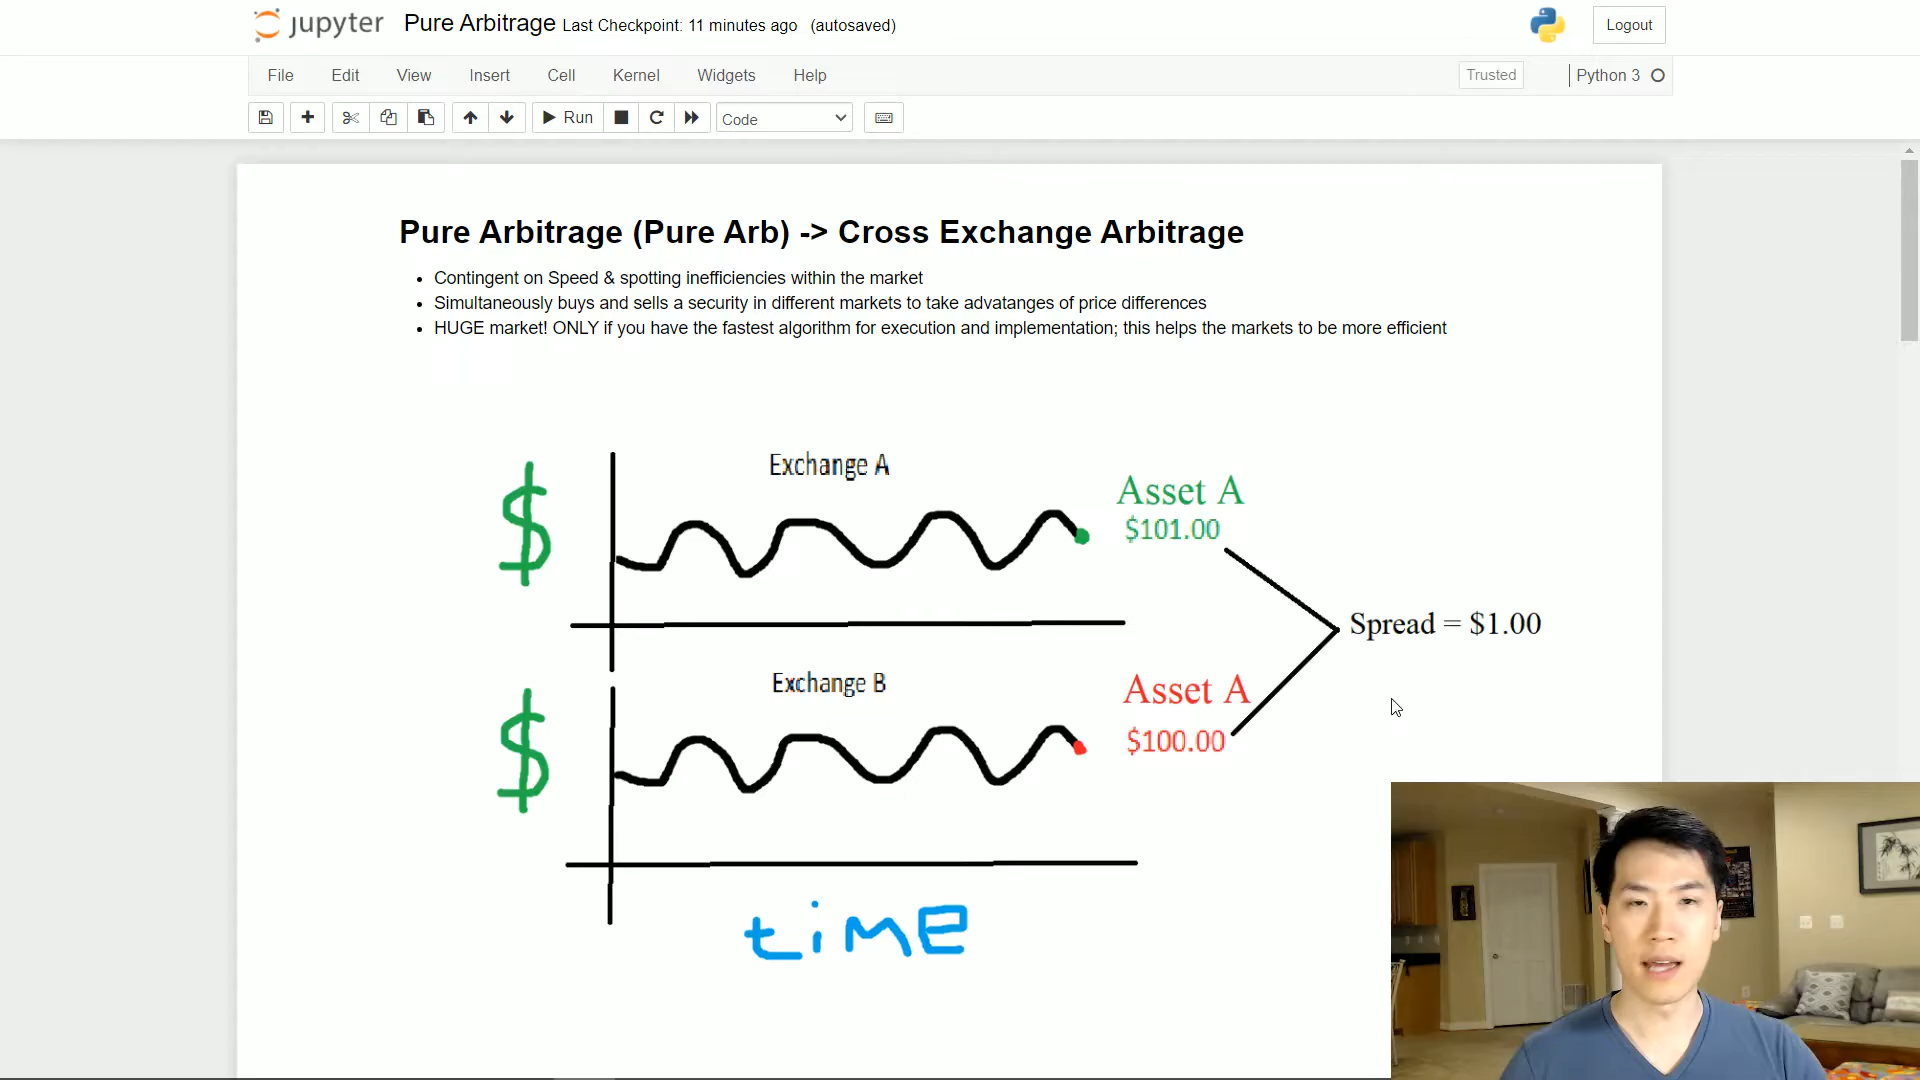 jupyter Pure Arbitrage Last Checkpoint: 11 minutes ago (autosaved) Logout
File Edit View Insert Cell Kernel Widgets Help Trusted Python 3
Run Code
Pure Arbitrage (Pure Arb) -> Cross Exchange Arbitrage
• Contingent on Speed & spotting inefficiencies within the market
• Simultaneously buys and sells a security in different markets to take advatanges of price differences
• HUGE market! ONLY if you have the fastest algorithm for execution and implementation; this helps the markets to be more efficient
Exchange A
$
Asset A
$101.00
Spread = $1.00
Exchange B
$
Asset A
$100.00
time